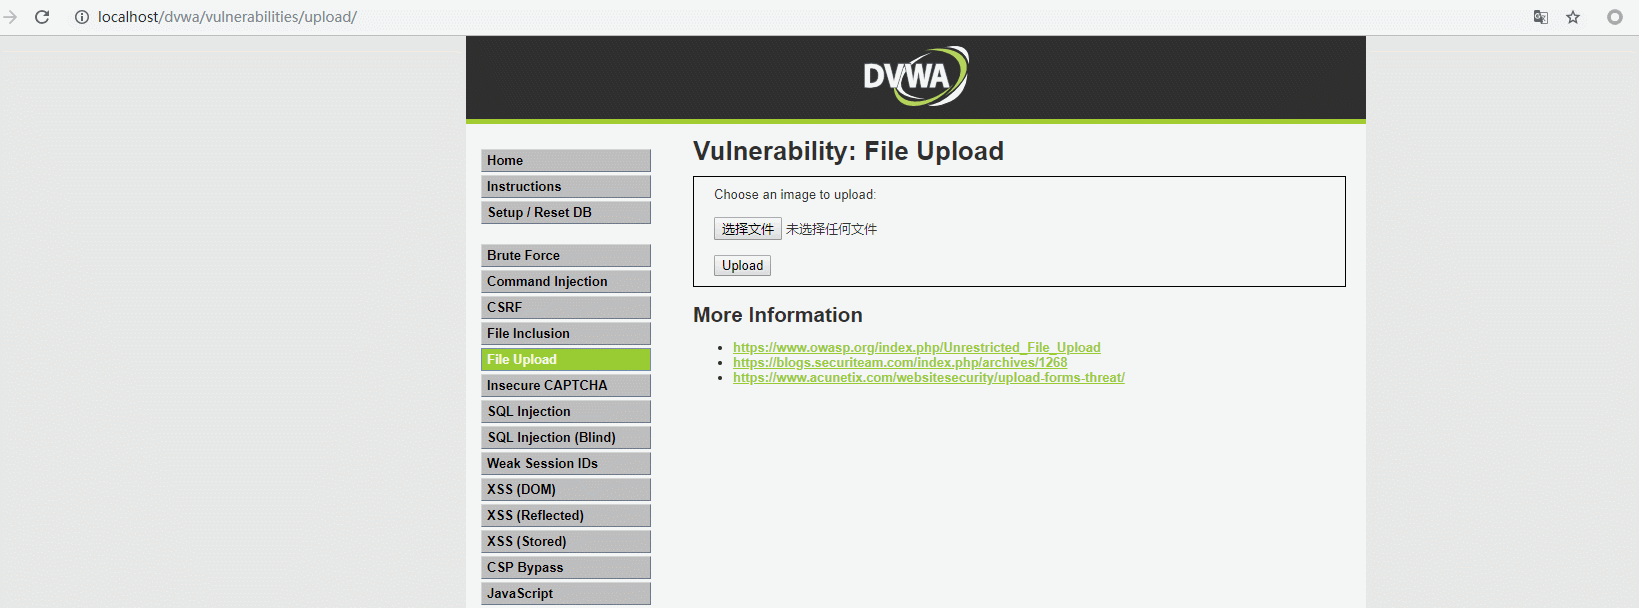 localhost/dvwa/vulnerabilities/upload/
DVWA
Home
Instructions
Setup / Reset DB
Brute Force
Command Injection
CSRF
File Inclusion
File Upload
Insecure CAPTCHA
SQL Injection
SQL Injection (Blind)
Weak Session IDs
XSS (DOM)
XSS (Reflected)
XSS (Stored)
CSP Bypass
JavaScript
Vulnerability: File Upload
Choose an image to upload:
选择文件 未选择任何文件
Upload
More Information
https://www.owasp.org/index.php/Unrestricted_File_Upload
https://blogs.securiteam.com/index.php/archives/1268
https://www.acunetix.com/websitesecurity/upload-forms-threat/